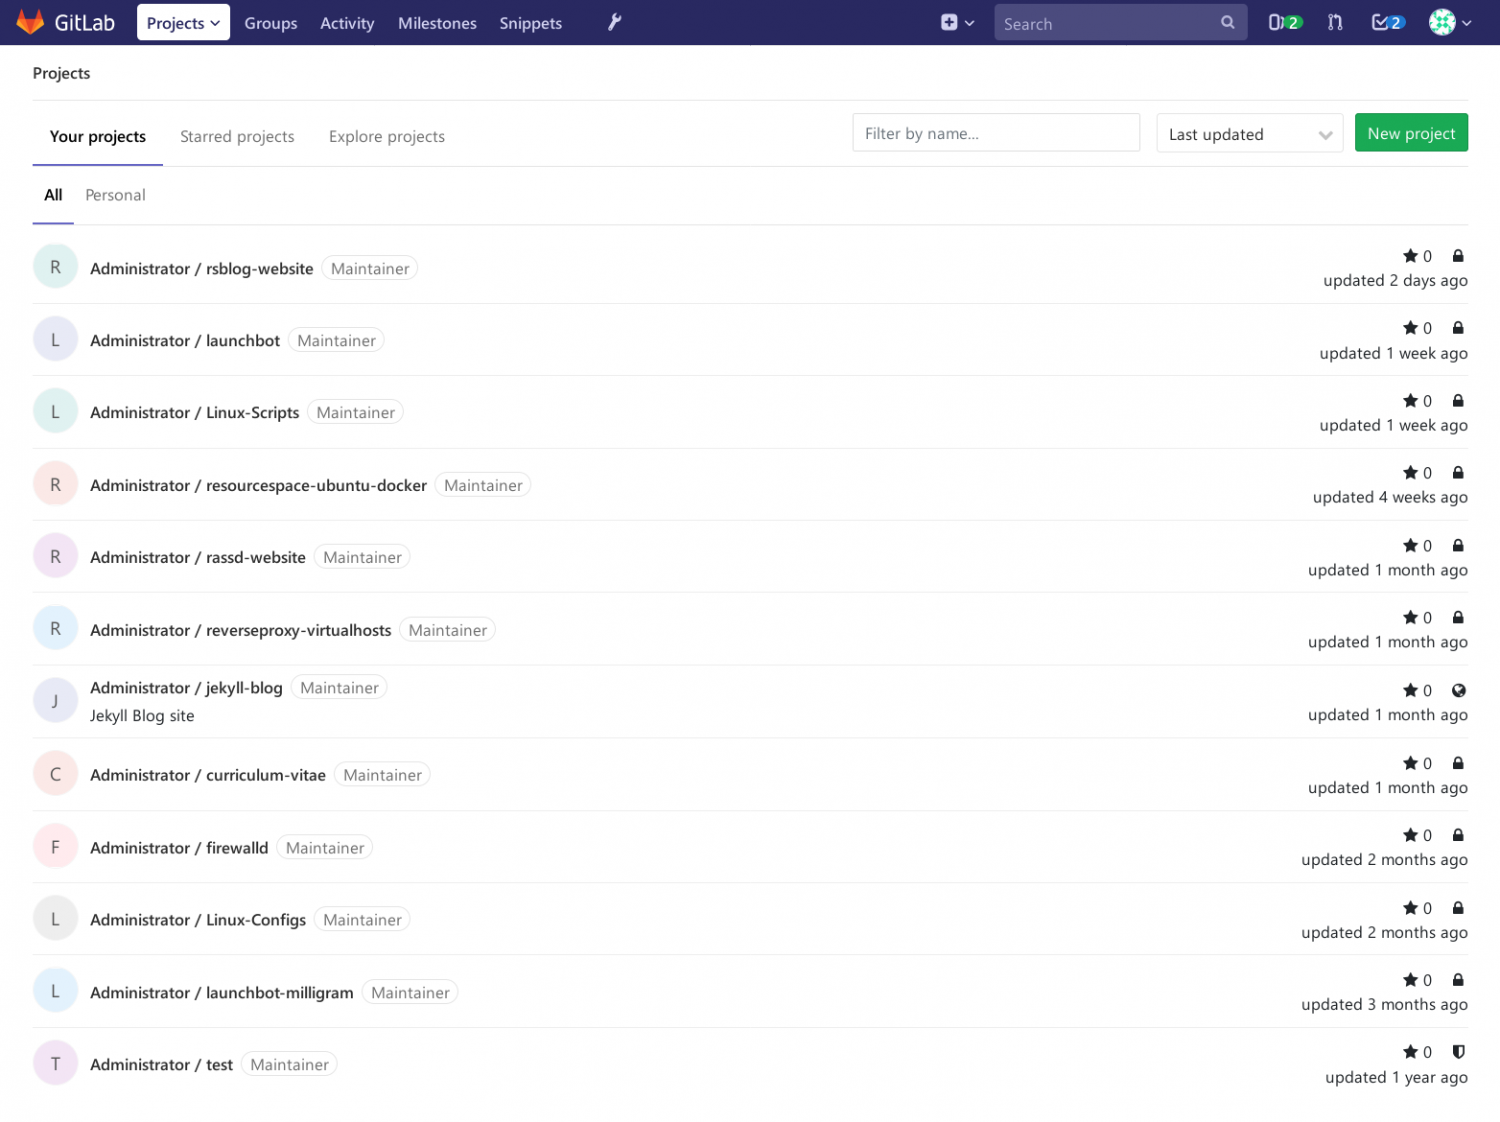 GitLab Projects Groups Activity Milestones Snippets Search 2 2
Projects
Your projects Starred projects Explore projects Filter by name... Last updated New project
All Personal
R Administrator / rsblog-website Maintainer 0
updated 2 days ago
L Administrator / launchbot Maintainer 0
updated 1 week ago
L Administrator / Linux-Scripts Maintainer 0
updated 1 week ago
R Administrator / resourcespace-ubuntu-docker Maintainer 0
updated 4 weeks ago
R Administrator / rassd-website Maintainer 0
updated 1 month ago
R Administrator / reverseproxy-virtualhosts Maintainer 0
updated 1 month ago
J Administrator / jekyll-blog Maintainer 0
Jekyll Blog site updated 1 month ago
C Administrator / curriculum-vitae Maintainer 0
updated 1 month ago
F Administrator / firewalld Maintainer 0
updated 2 months ago
L Administrator / Linux-Configs Maintainer 0
updated 2 months ago
L Administrator / launchbot-milligram Maintainer 0
updated 3 months ago
T Administrator / test Maintainer 0
updated 1 year ago